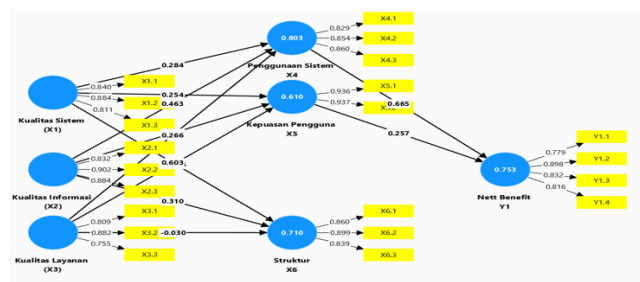 0.829
X4.1
0.803
0.854
X4.2
0.860
X4.3
Penggunaan Sistem
X4
0.284
0.840
X1.1
0.884
X1.2
0.811
X1.3
0.254
0.463
Kualitas Sistem
(X1)
0.610
0.936
X5.1
0.937
0.665
Kepuasan Pengguna
X5
0.266
0.257
0.832
X2.1
0.902
X2.2
0.884
X2.3
0.603
Kualitas Informasi
(X2)
0.779
Y1.1
0.898
Y1.2
0.832
Y1.3
0.816
Y1.4
0.753
Nett Benefit
Y1
0.310
0.809
X3.1
0.882
X3.2
-0.030
0.755
X3.3
Kualitas Layanan
(X3)
0.710
0.860
X6.1
0.899
X6.2
0.839
X6.3
Struktur
X6